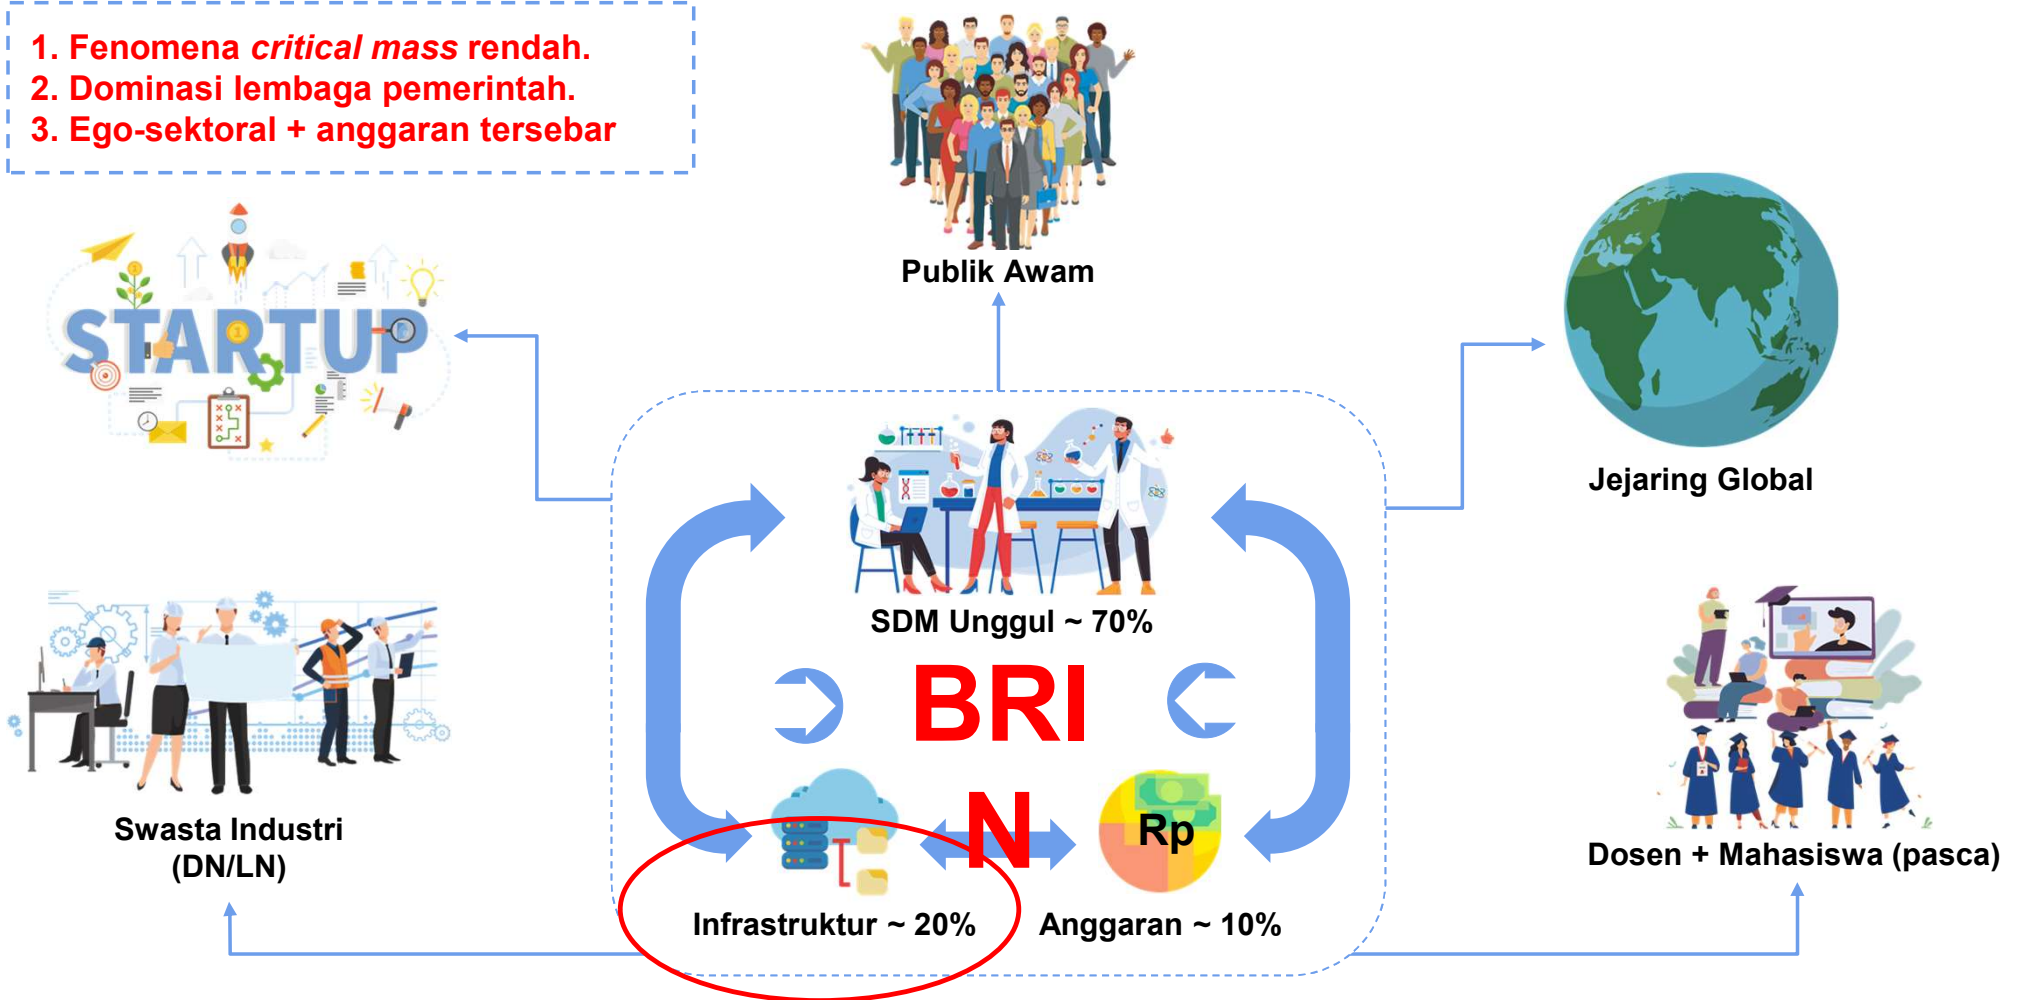 1. Fenomena critical mass rendah.
2. Dominasi lembaga pemerintah.
3. Ego-sektoral + anggaran tersebar
Publik Awam
STARTUP
Jejaring Global
SDM Unggul ~ 70%
BRI
N
Rp
Swasta Industri
(DN/LN)
Infrastruktur ~ 20%
Anggaran ~ 10%
Dosen + Mahasiswa (pasca)